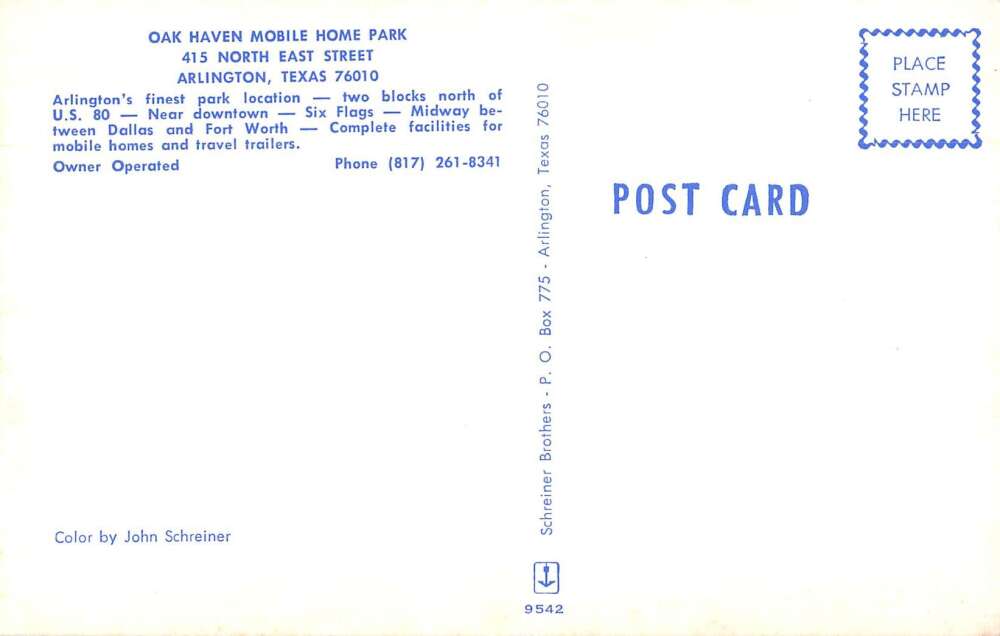 OAK HAVEN MOBILE HOME PARK
415 NORTH EAST STREET
ARLINGTON, TEXAS 76010
Arlington's finest park location — two blocks north of
U.S. 80 — Near downtown — Six Flags — Midway be-
tween Dallas and Fort Worth — Complete facilities for
mobile homes and travel trailers.
Owner Operated Phone (817) 261-8341
Color by John Schreiner
Schreiner Brothers - P. O. Box 775 - Arlington, Texas 76010
9542
PLACE
STAMP
HERE
POST CARD